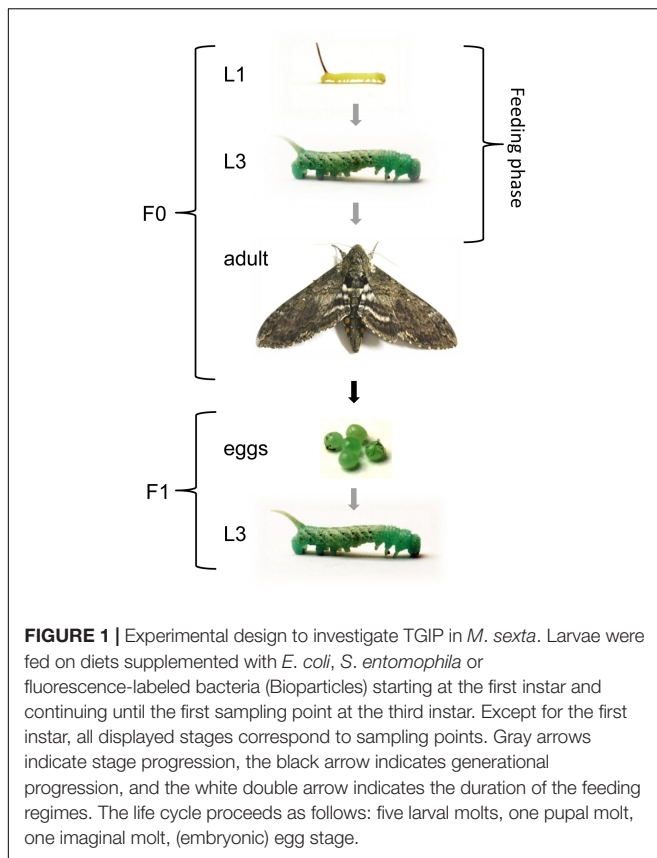 L1
L3
Feeding phase
F0
adult
eggs
F1
L3
FIGURE 1 | Experimental design to investigate TGIP in M. sexta. Larvae were
fed on diets supplemented with E. coli, S. entomophila or
fluorescence-labeled bacteria (Bioparticles) starting at the first instar and
continuing until the first sampling point at the third instar. Except for the first
instar, all displayed stages correspond to sampling points. Gray arrows
indicate stage progression, the black arrow indicates generational
progression, and the white double arrow indicates the duration of the feeding
regimes. The life cycle proceeds as follows: five larval molts, one pupal molt,
one imaginal molt, (embryonic) egg stage.